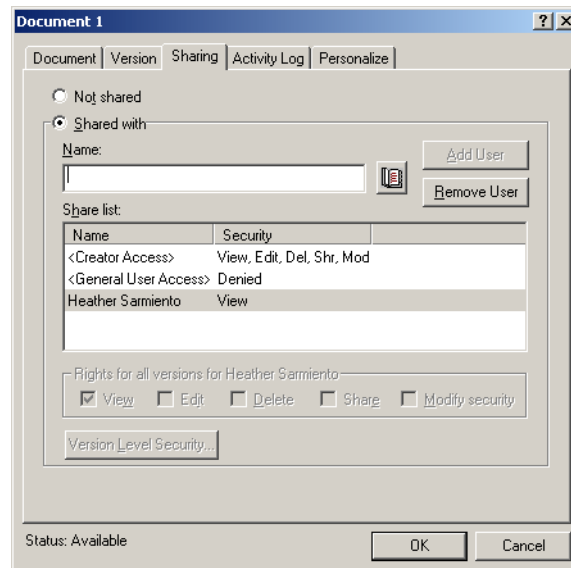 Document 1
Document Version Sharing Activity Log Personalize
Not shared
Shared with
Name:
Add User
Remove User
Share list:
Name Security
<Creator Access> View, Edit, Del, Shr, Mod
<General User Access> Denied
Heather Sarmiento View
Rights for all versions for Heather Sarmiento
View Edit Delete Share Modify security
Version Level Security...
Status: Available
OK Cancel